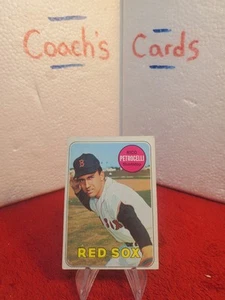 Coach's Cards
RICO
PETROCELLI
B
RED SOX